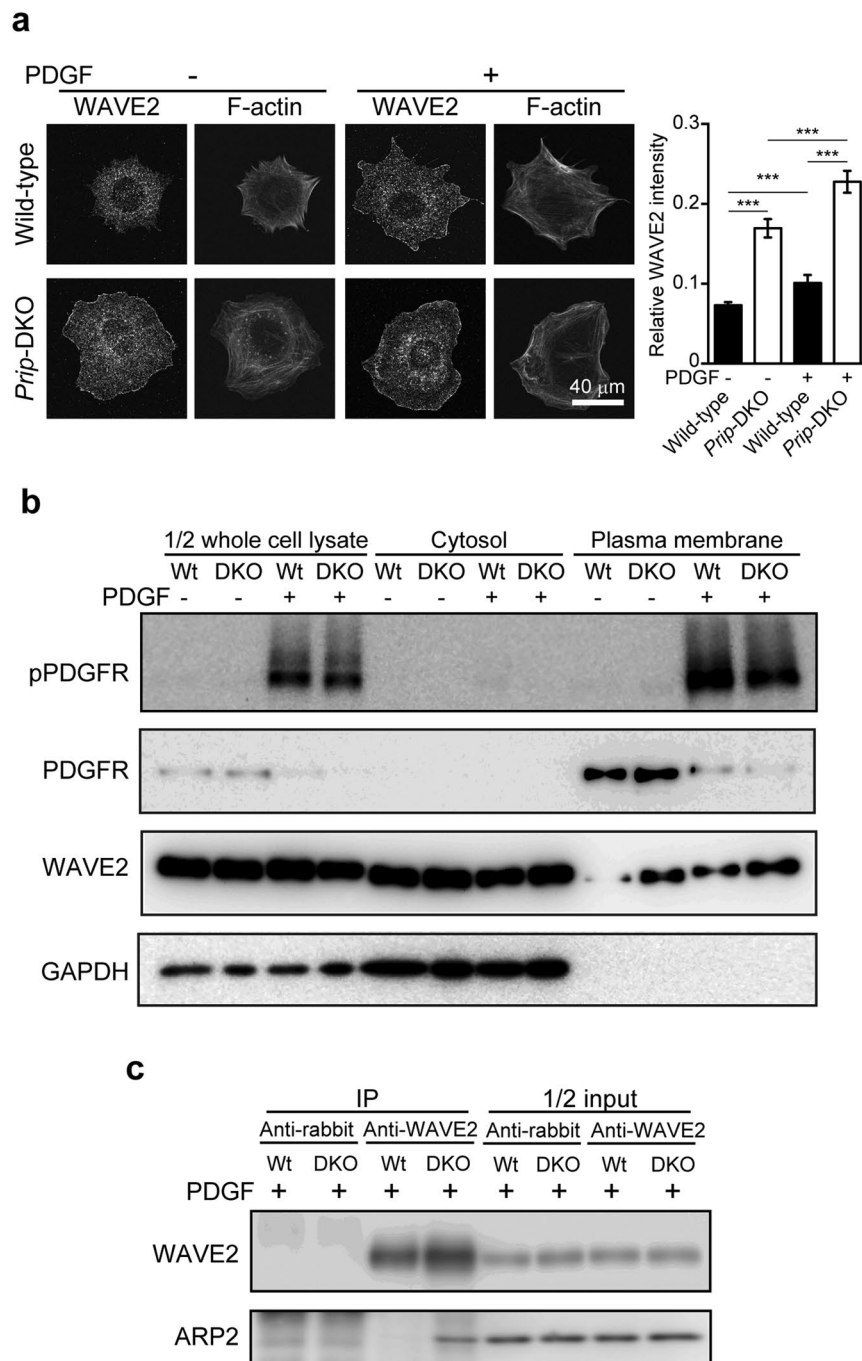 a
PDGF - +
WAVE2 F-actin WAVE2 F-actin
Wild-type
Prip-DKO
40 μm
Relative WAVE2 intensity
0.3
0.2
0.1
0
***
***
***
***
PDGF - - + +
Wild-type Prip-DKO Wild-type Prip-DKO
b
1/2 whole cell lysate Cytosol Plasma membrane
Wt DKO Wt DKO Wt DKO Wt DKO Wt DKO Wt DKO
PDGF - - + + - - + + - - + +
pPDGFR
PDGFR
WAVE2
GAPDH
c
IP 1/2 input
Anti-rabbit Anti-WAVE2 Anti-rabbit Anti-WAVE2
Wt DKO Wt DKO Wt DKO Wt DKO
PDGF + + + + + + + +
WAVE2
ARP2